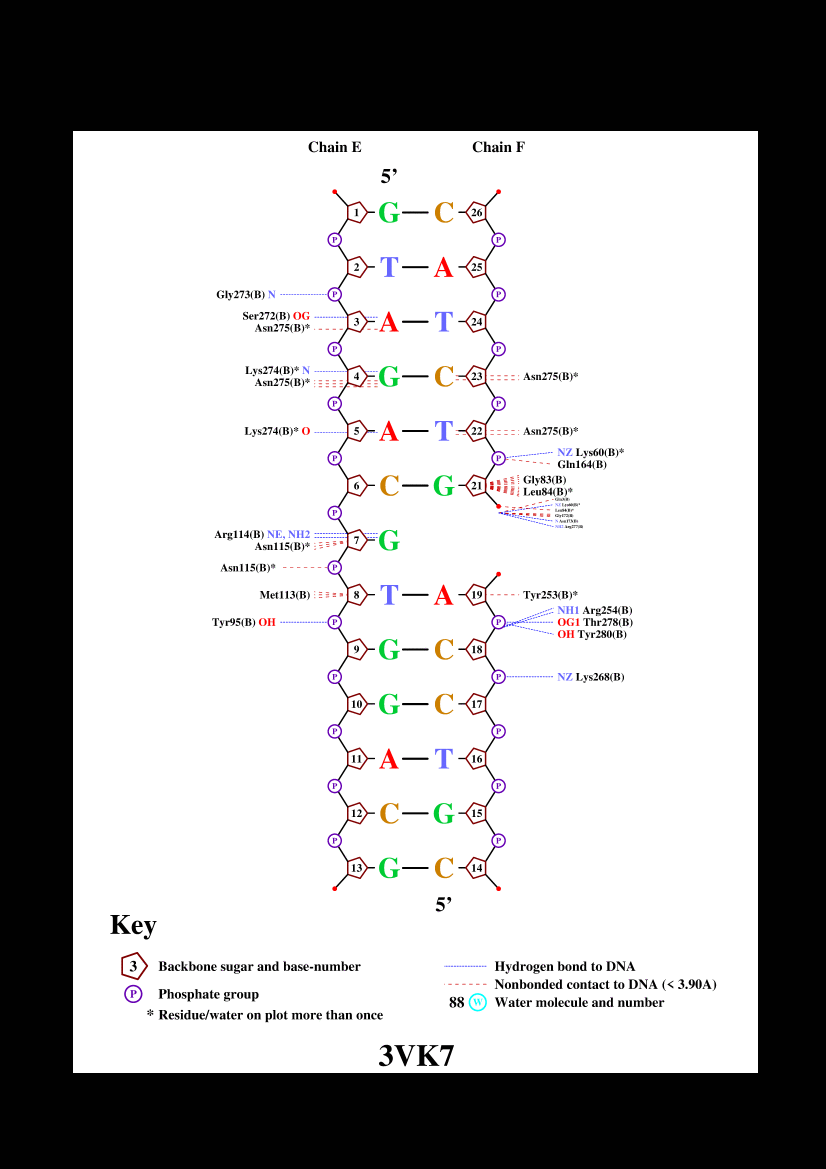 Chain E Chain F
5’
1 G C 26
P P
2 T A 25
Gly273(B) N P P
Ser272(B) OG
3 A T 24
Asn275(B)*
P P
Lys274(B)* N
4 G C 23 Asn275(B)*
Asn275(B)*
P P
Lys274(B)* O 5 A T 22 Asn275(B)*
NZ Lys60(B)*
P P
Gln164(B)
Gly83(B)
6 C G 21
Leu84(B)*
NZ Lys60(B)*
Leu84(B)*
P
Arg114(B) NE, NH2
7 G
Asn115(B)*
Asn115(B)* P
Met113(B) 8 T A 19 Tyr253(B)*
NH1 Arg254(B)
Tyr95(B) OH P P OG1 Thr278(B)
OH Tyr280(B)
9 G C 18
P P NZ Lys268(B)
10 G C 17
P P
11 A T 16
P P
12 C G 15
P P
13 G C 14
5’
Key
3 Backbone sugar and base-number
P Phosphate group
* Residue/water on plot more than once
Hydrogen bond to DNA
Nonbonded contact to DNA (< 3.90A)
88 W Water molecule and number
3VK7